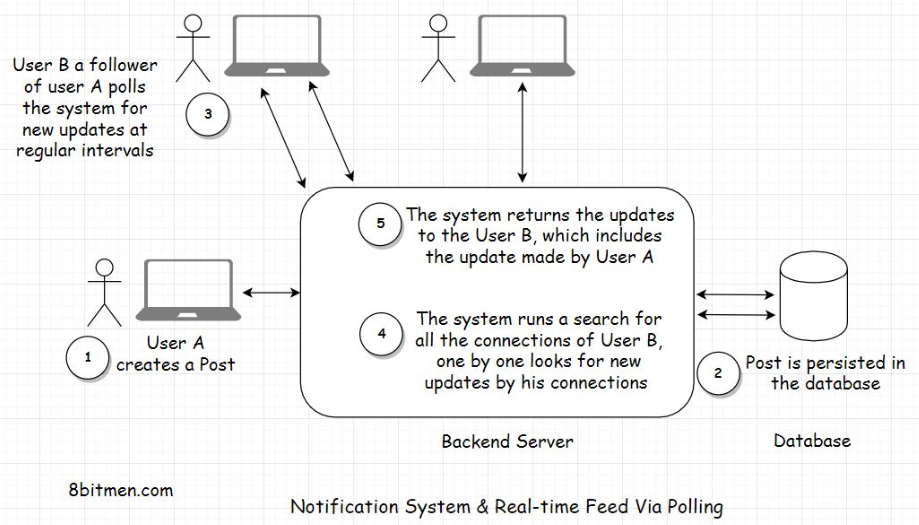 User B a follower
of user A polls
the system for
new updates at
regular intervals
3
5
The system returns the updates
to the User B, which includes
the update made by User A
4
The system runs a search for
all the connections of User B,
one by one looks for new
updates by his connections
1
User A
creates a Post
2
Post is persisted in
the database
Backend Server
Database
8bitmen.com
Notification System & Real-time Feed Via Polling